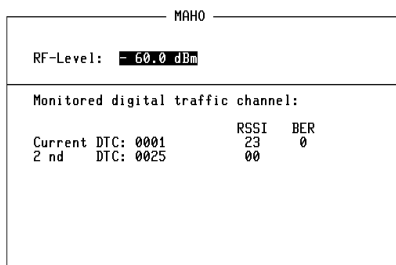 MAHO
RF-Level: - 60.0 dBm
Monitored digital traffic channel:
RSSI BER
Current DTC: 0001 23 0
2 nd DTC: 0025 00